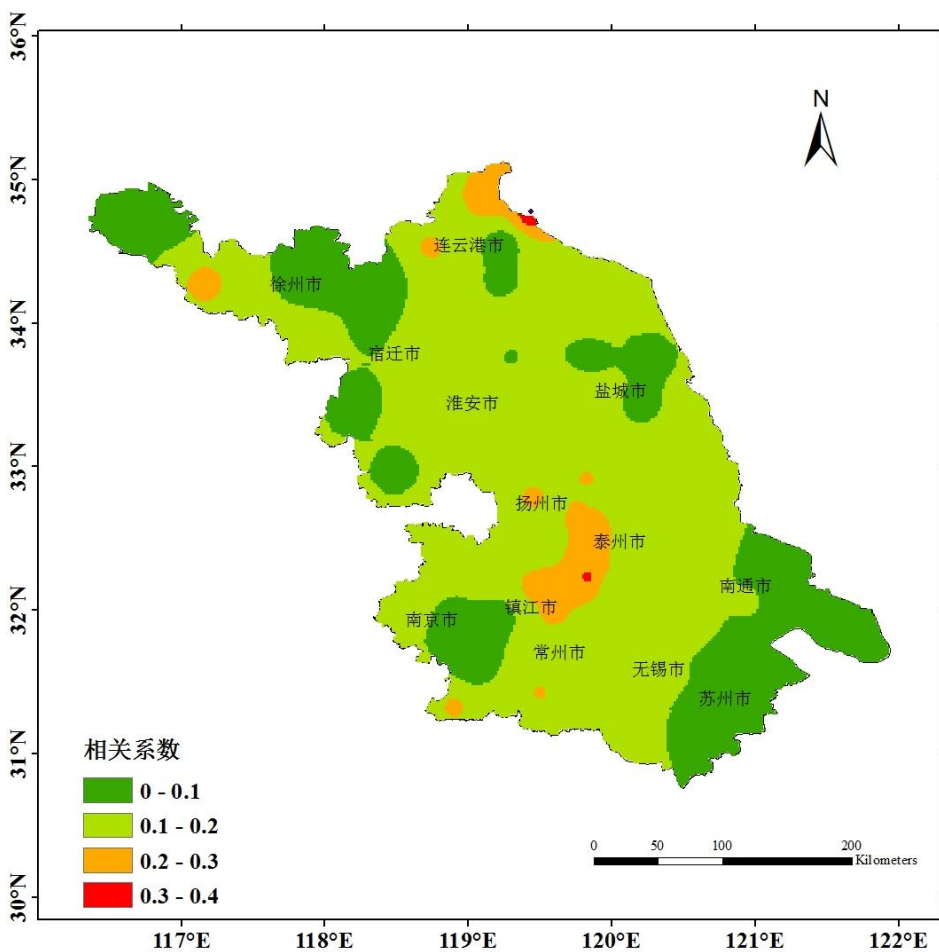 36°N
N
35°N
连云港市
徐州市
34°N
宿迁市
盐城市
淮安市
33°N
扬州市
泰州市
南通市
32°N
镇江市
南京市
常州市
无锡市
苏州市
31°N
相关系数
0 - 0.1
0.1 - 0.2
0.2 - 0.3
0.3 - 0.4
0 50 100 200
Kilometers
30°N
117°E 118°E 119°E 120°E 121°E 122°E